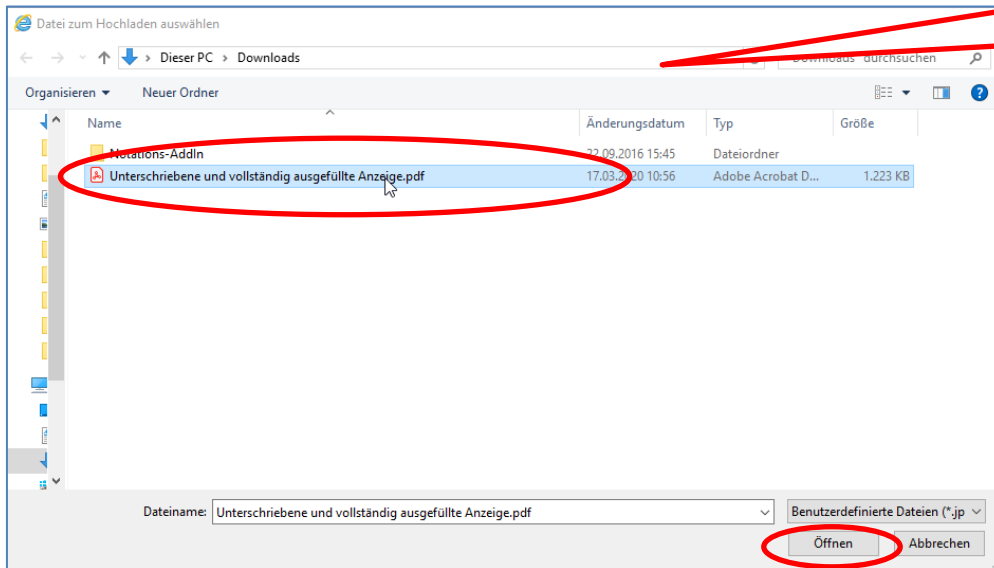 Datei zum Hochladen auswählen
Dieser PC > Downloads
"Downloads" durchsuchen
Organisieren
Neuer Ordner
Name Änderungsdatum Typ Größe
Notations-AddIn 22.09.2016 15:45 Dateiordner
Unterschriebene und vollständig ausgefüllte Anzeige.pdf 17.03.2020 10:56 Adobe Acrobat D... 1.223 KB
Dateiname: Unterschriebene und vollständig ausgefüllte Anzeige.pdf Benutzerdefinierte Dateien (*.jp
Öffnen Abbrechen